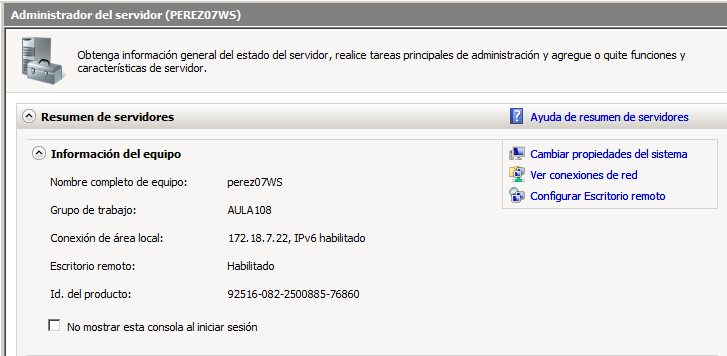 Administrador del servidor (PEREZ07WS)
Obtenga información general del estado del servidor, realice tareas principales de administración y agregue o quite funciones y
características de servidor.
Resumen de servidores
Ayuda de resumen de servidores
Información del equipo
Cambiar propiedades del sistema
Ver conexiones de red
Configurar Escritorio remoto
Nombre completo de equipo: perez07WS
Grupo de trabajo: AULA108
Conexión de área local: 172.18.7.22, IPv6 habilitado
Escritorio remoto: Habilitado
Id. del producto: 92516-082-2500885-76860
No mostrar esta consola al iniciar sesión